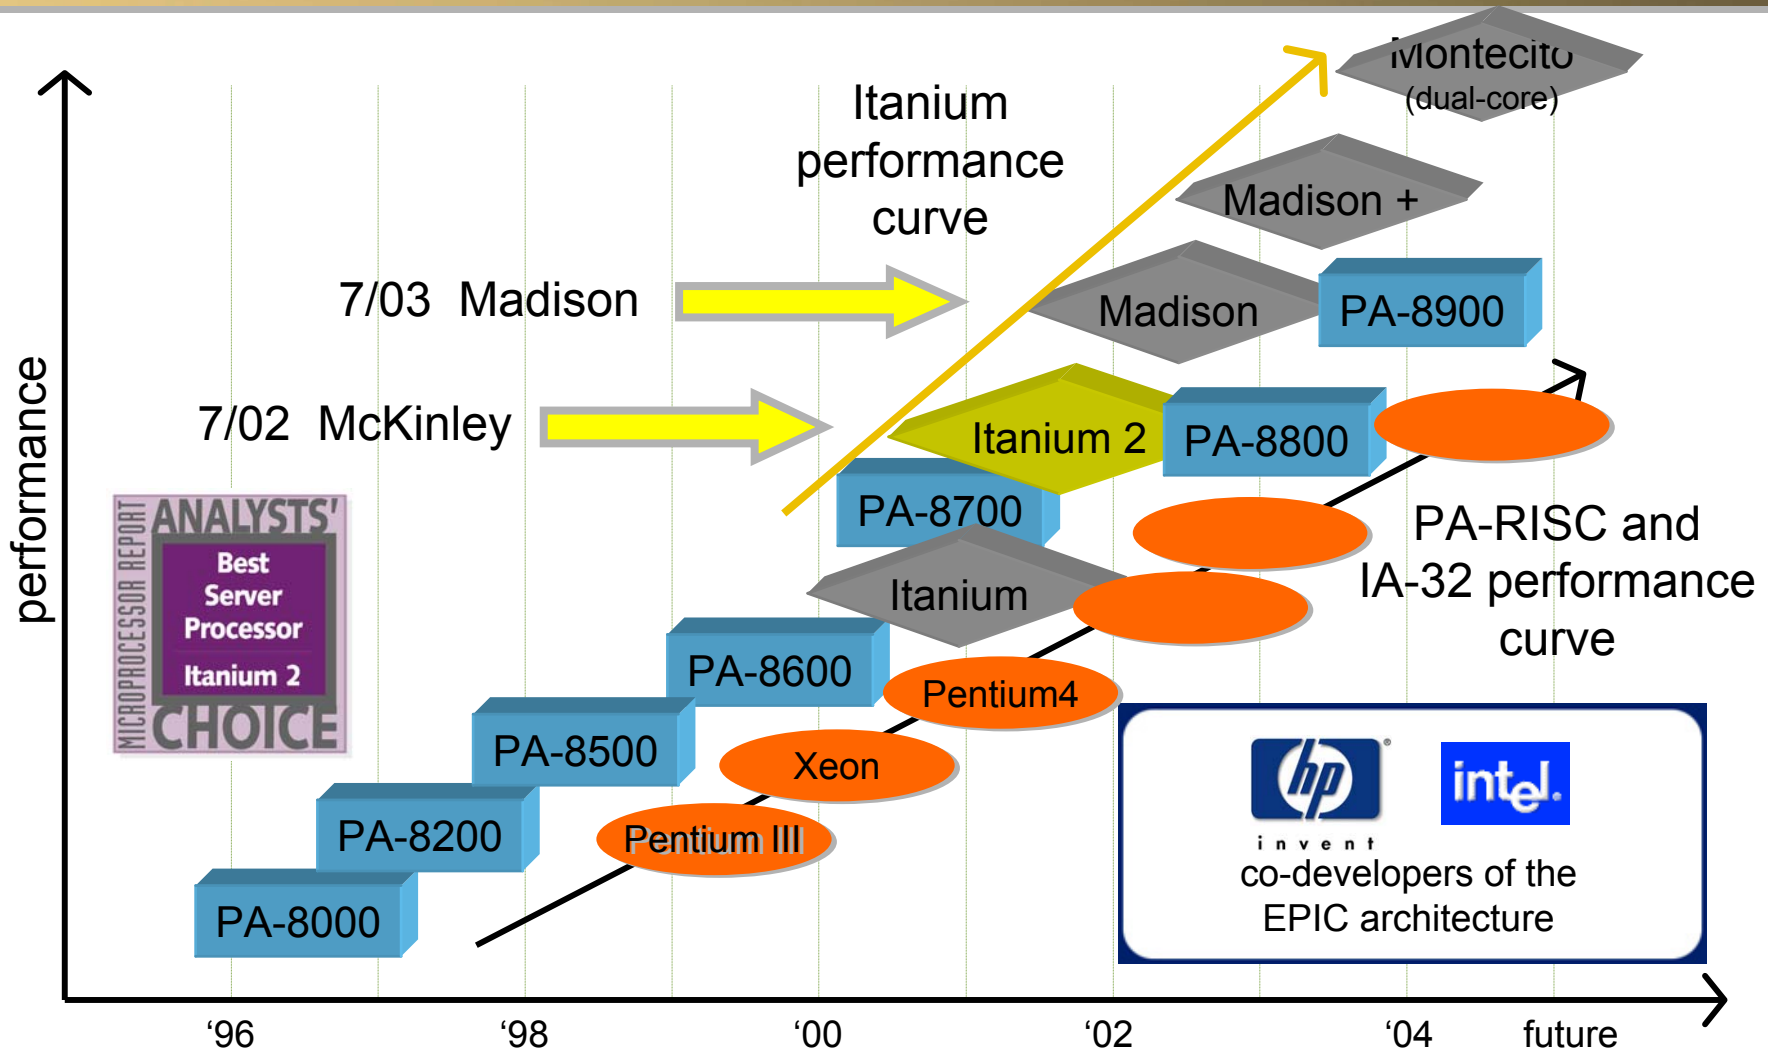 Montecito
(dual-core)
Itanium
performance
curve
Madison +
7/03 Madison
Madison
PA-8900
performance
7/02 McKinley
Itanium 2
PA-8800
PA-8700
MICROPROCESSOR REPORT
ANALYSTS'
Best
Server
Processor
Itanium 2
CHOICE
PA-RISC and
IA-32 performance
curve
Itanium
PA-8600
Pentium4
PA-8500
Xeon
PA-8200
Pentium III
PA-8000
hp
®
invent
intel.
co-developers of the
EPIC architecture
‘96
‘98
‘00
‘02
‘04
future